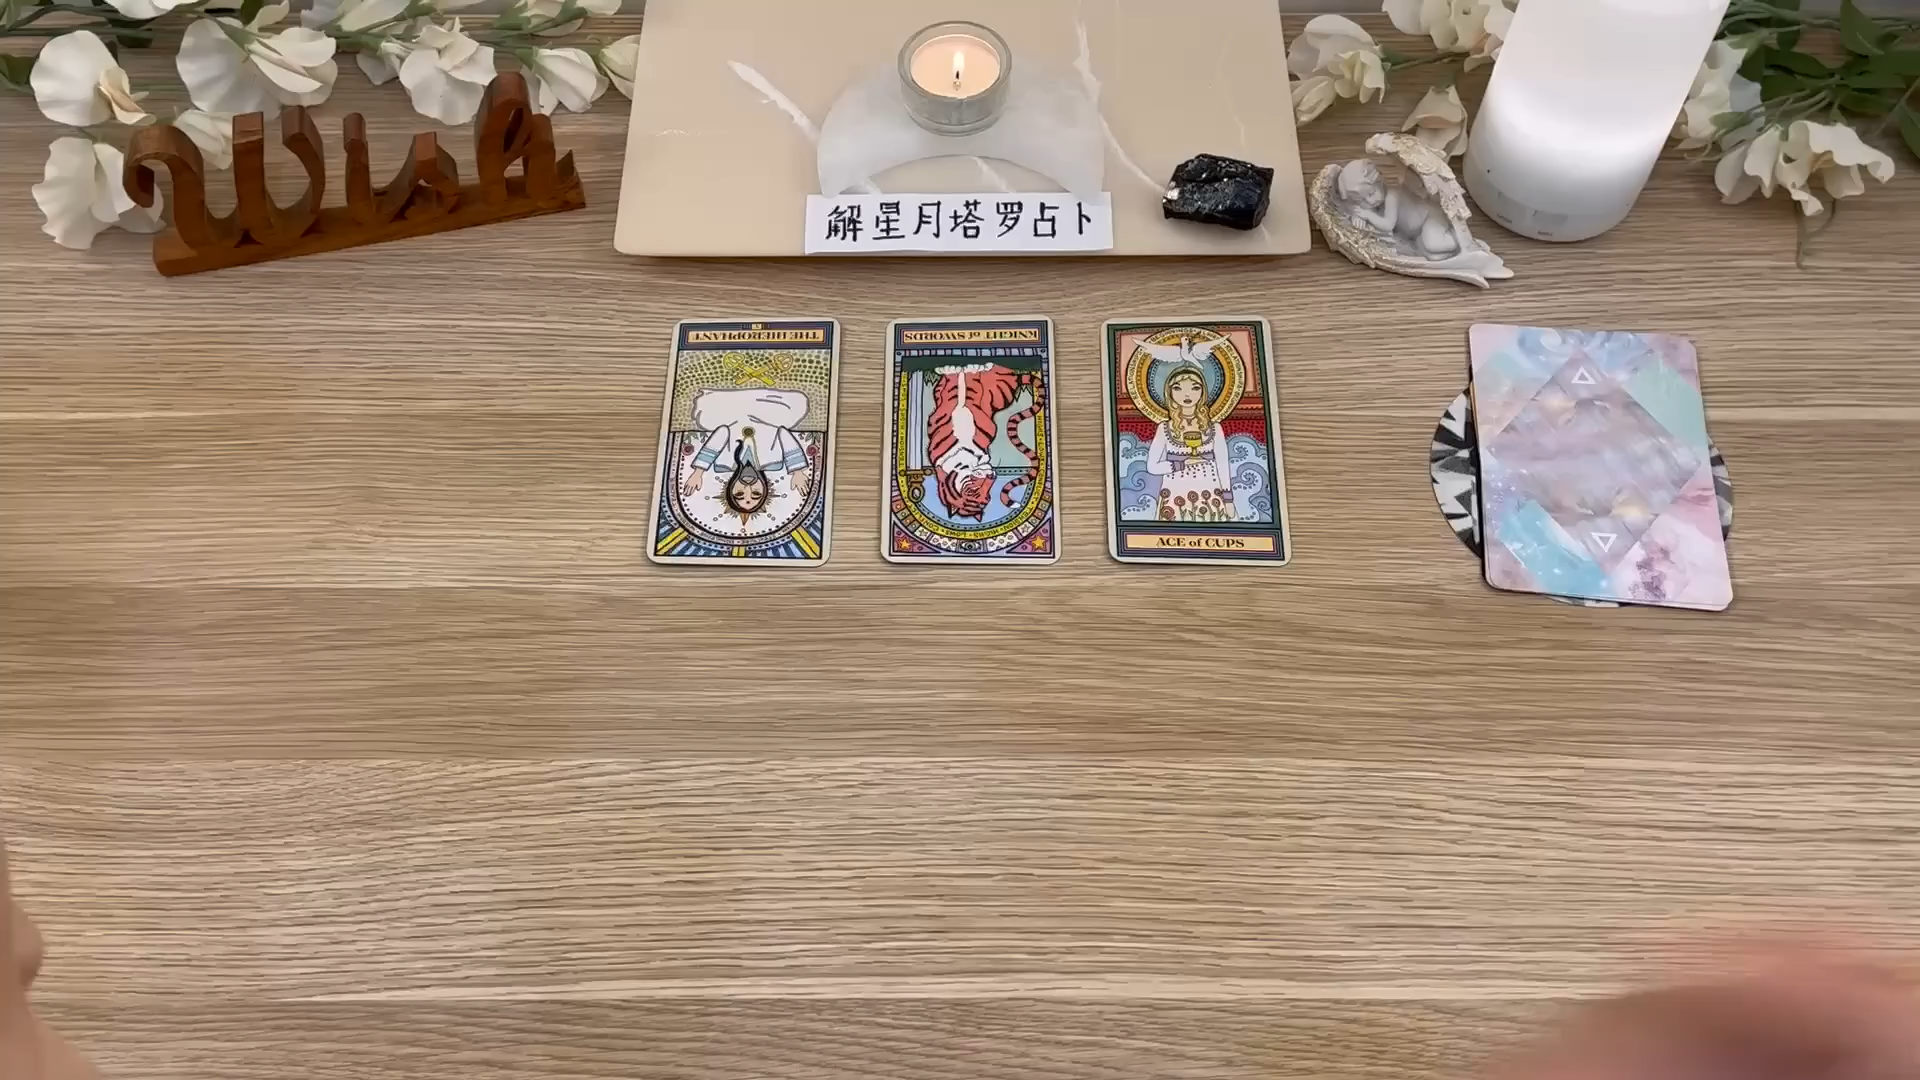 Wish
解星月塔罗占卜
THE HIEROPHANT
KNIGHT of SWORDS
ACE of CUPS